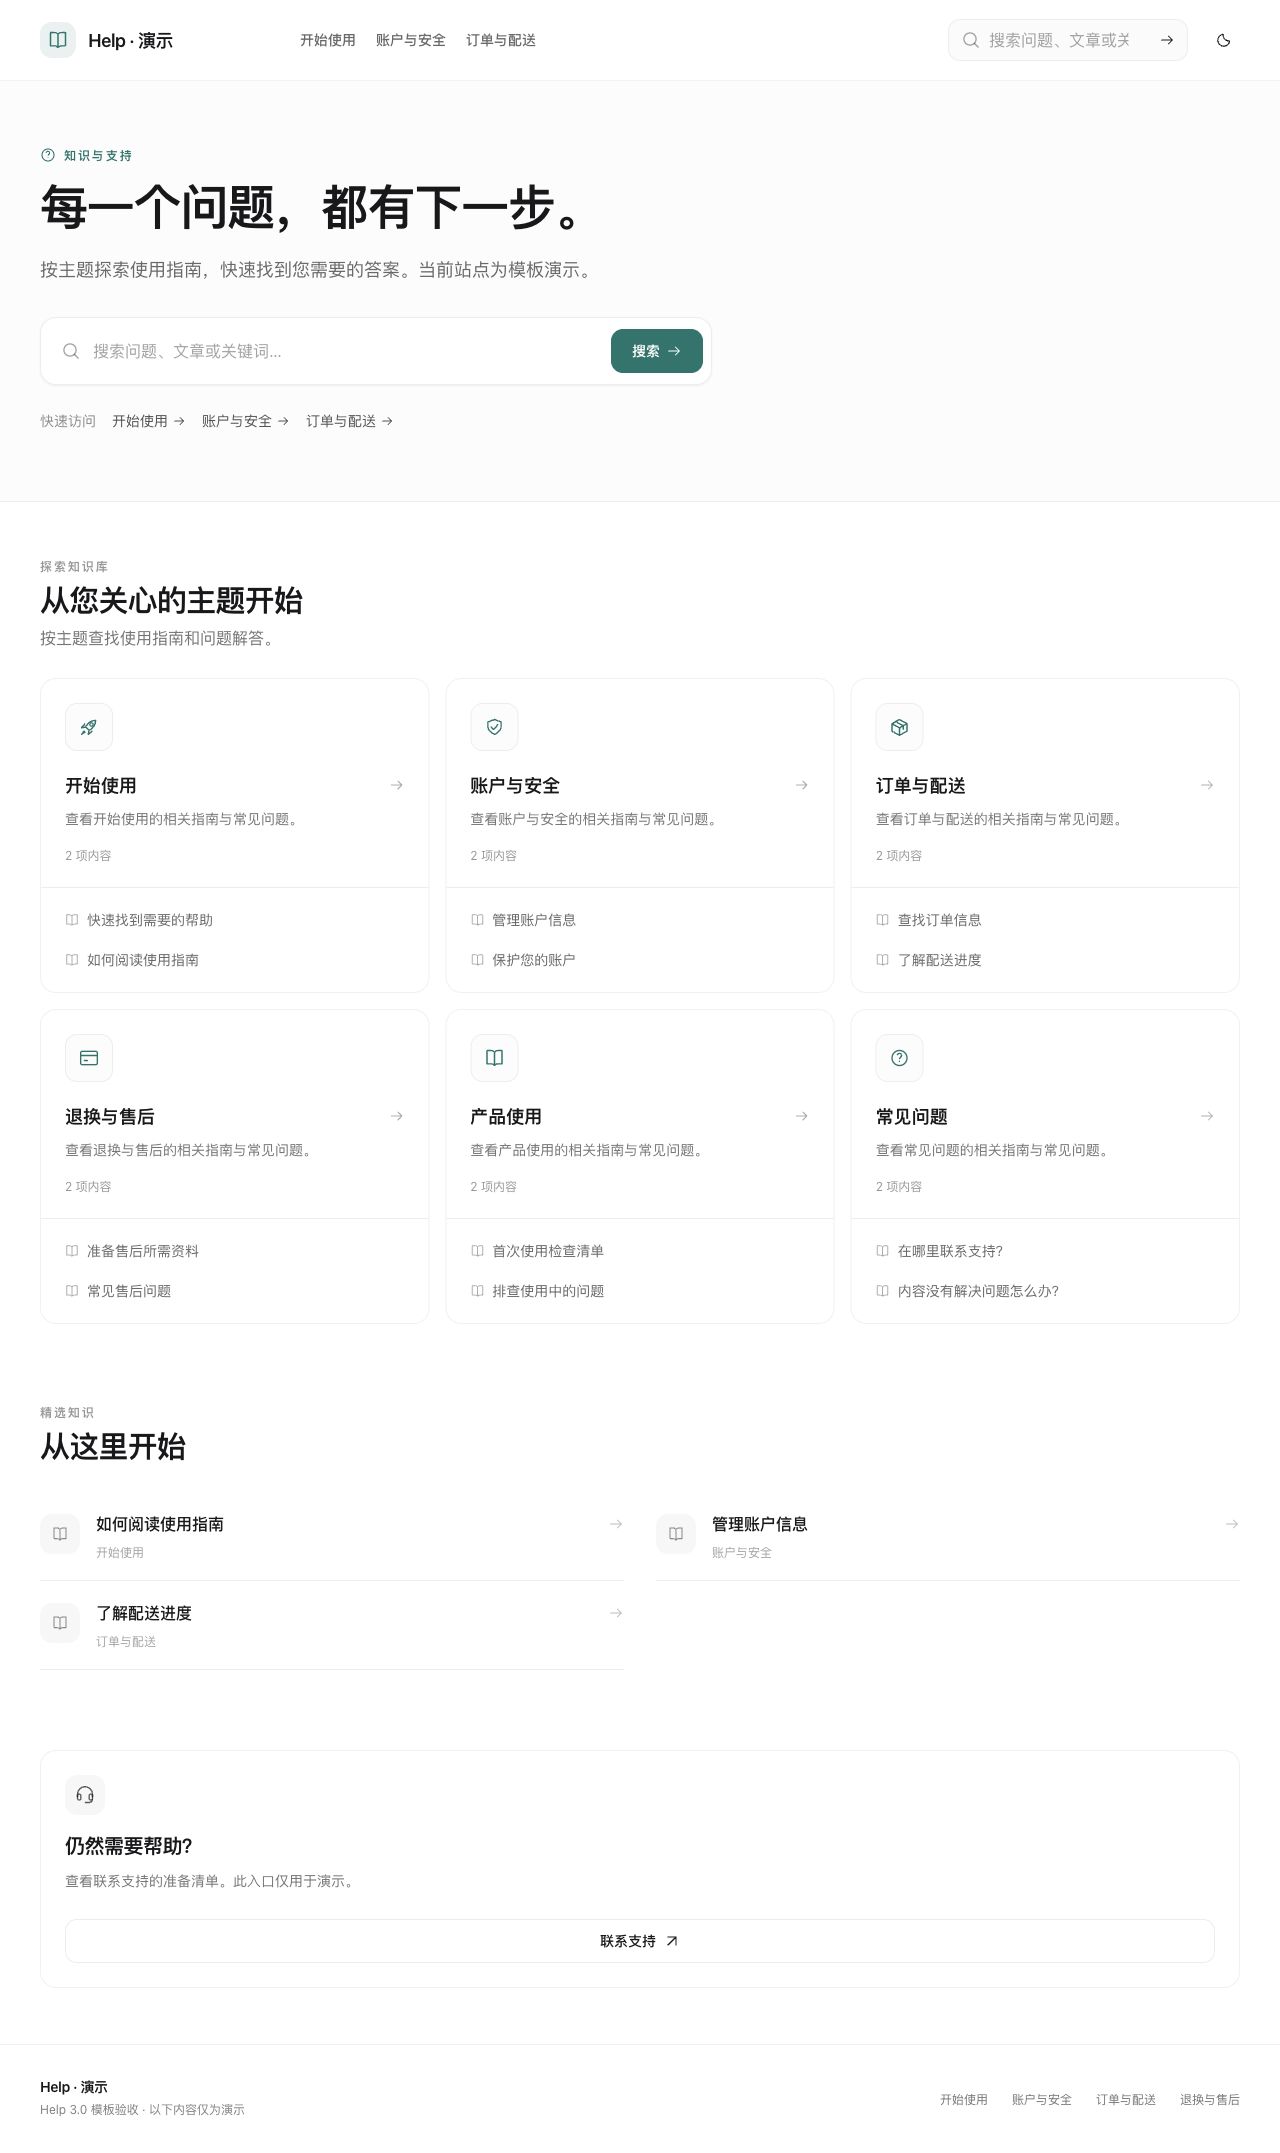 Help · 演示
开始使用 账户与安全 订单与配送
搜索问题、文章或关
知识与支持
每一个问题，都有下一步。
按主题探索使用指南，快速找到您需要的答案。当前站点为模板演示。
搜索问题、文章或关键词...
搜索
快速访问 开始使用 账户与安全 订单与配送
探索知识库
从您关心的主题开始
按主题查找使用指南和问题解答。
开始使用
查看开始使用的相关指南与常见问题。
2 项内容
快速找到需要的帮助
如何阅读使用指南
账户与安全
查看账户与安全的相关指南与常见问题。
2 项内容
管理账户信息
保护您的账户
订单与配送
查看订单与配送的相关指南与常见问题。
2 项内容
查找订单信息
了解配送进度
退换与售后
查看退换与售后的相关指南与常见问题。
2 项内容
准备售后所需资料
常见售后问题
产品使用
查看产品使用的相关指南与常见问题。
2 项内容
首次使用检查清单
排查使用中的问题
常见问题
查看常见问题的相关指南与常见问题。
2 项内容
在哪里联系支持？
内容没有解决问题怎么办？
精选知识
从这里开始
如何阅读使用指南
开始使用
管理账户信息
账户与安全
了解配送进度
订单与配送
仍然需要帮助？
查看联系支持的准备清单。此入口仅用于演示。
联系支持
Help · 演示
Help 3.0 模板验收 · 以下内容仅为演示
开始使用 账户与安全 订单与配送 退换与售后